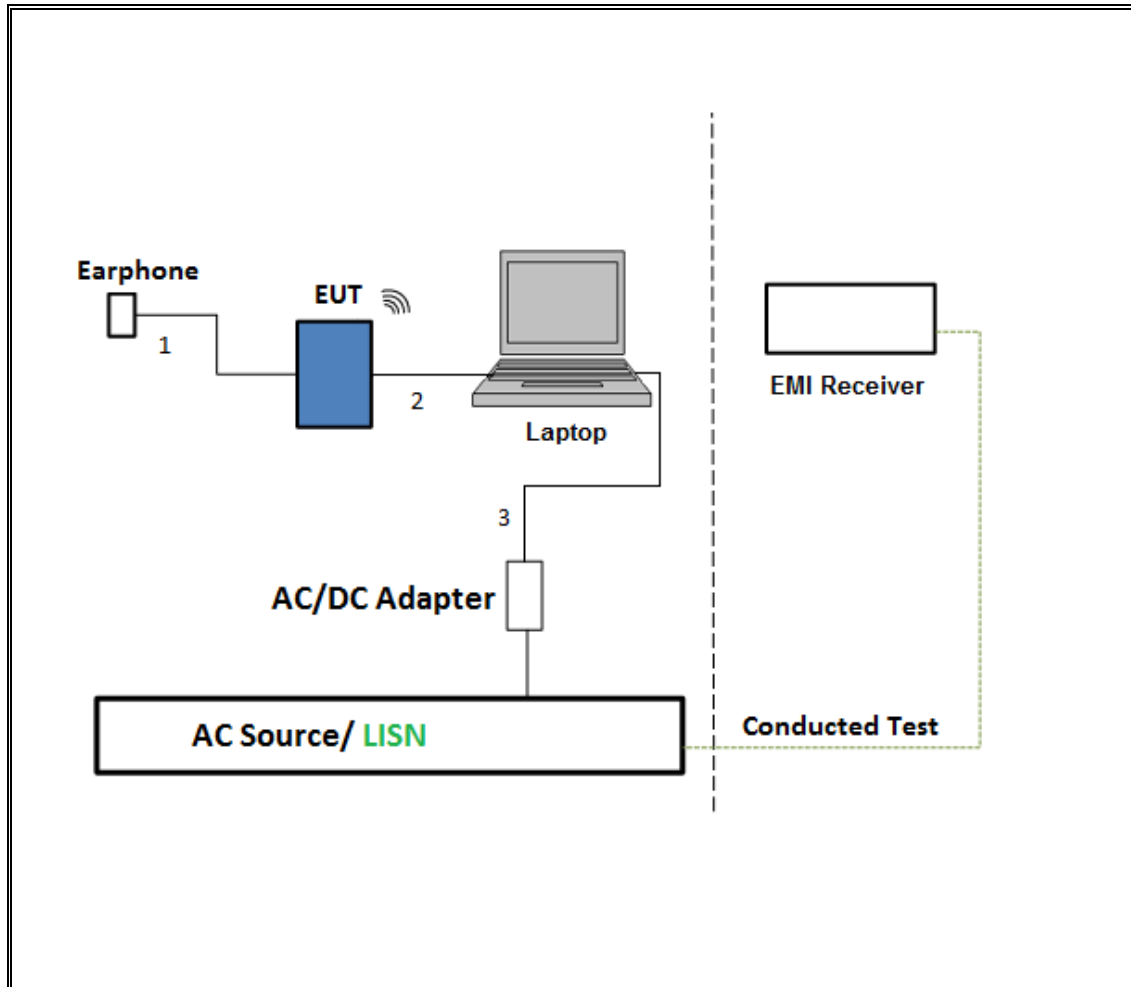 Earphone
EUT
1
2
EMI Receiver
Laptop
3
AC/DC Adapter
AC Source/ LISN
Conducted Test